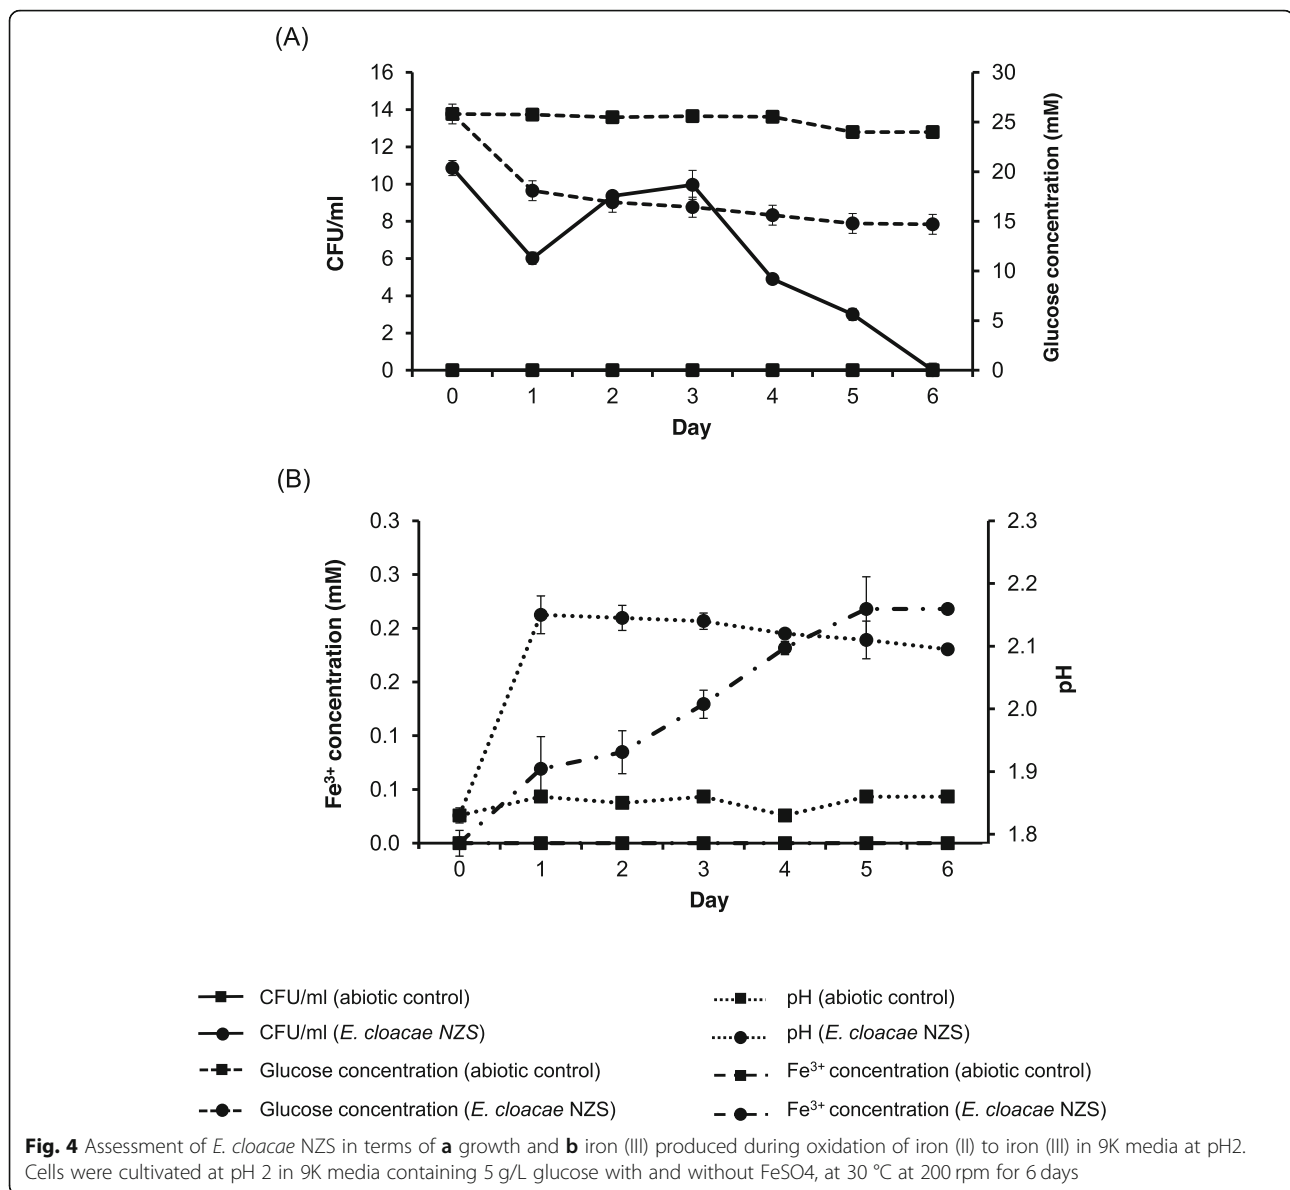 (A)
16
14
12
10
8
6
4
2
0
CFU/ml
30
25
20
15
10
5
0
Glucose concentration (mM)
0 1 2 3 4 5 6
Day
(B)
0.3
0.3
0.2
0.2
0.1
0.1
0.0
Fe³⁺ concentration (mM)
2.3
2.2
2.1
2.0
1.9
1.8
pH
0 1 2 3 4 5 6
Day
CFU/ml (abiotic control)
CFU/ml (E. cloacae NZS)
Glucose concentration (abiotic control)
Glucose concentration (E. cloacae NZS)
pH (abiotic control)
pH (E. cloacae NZS)
Fe³⁺ concentration (abiotic control)
Fe³⁺ concentration (E. cloacae NZS)
Fig. 4 Assessment of E. cloacae NZS in terms of a growth and b iron (III) produced during oxidation of iron (II) to iron (III) in 9K media at pH2.
Cells were cultivated at pH 2 in 9K media containing 5 g/L glucose with and without FeSO4, at 30 °C at 200 rpm for 6 days